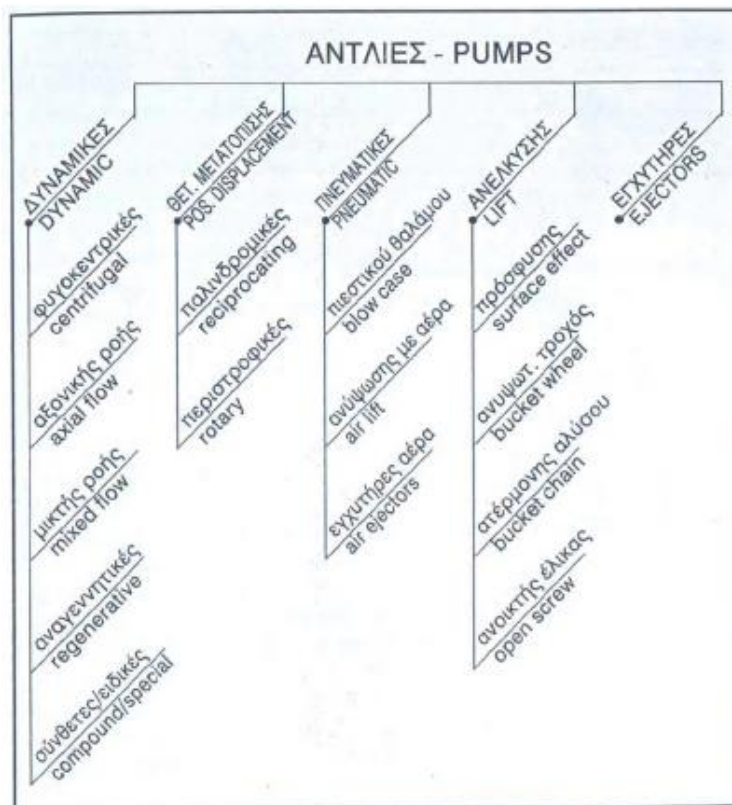 ΑΝΤΛΙΕΣ - PUMPS
ΔΥΝΑΜΙΚΕΣ
DYNAMIC
φυγοκεντρικές
centrifugal
αξονικής ροής
axial flow
μικτής ροής
mixed flow
αναγεννητικές
regenerative
σύνθετες/ειδικές
compound/special
ΘΕΤ. ΜΕΤΑΤΟΠΙΣΗΣ
POS. DISPLACEMENT
παλινδρομικές
reciprocating
περιστροφικές
rotary
ΠΝΕΥΜΑΤΙΚΕΣ
PNEUMATIC
πιεστικού θαλάμου
blow case
ανύψωσης με αέρα
air lift
εγχυτήρες αέρα
air ejectors
ΑΝΕΛΚΥΣΗΣ
LIFT
πρόσφυσης
surface effect
ανυψωτ. τροχός
bucket wheel
ατέρμονης αλύσου
bucket chain
ανοικτής έλικας
open screw
ΕΓΧΥΤΗΡΕΣ
EJECTORS